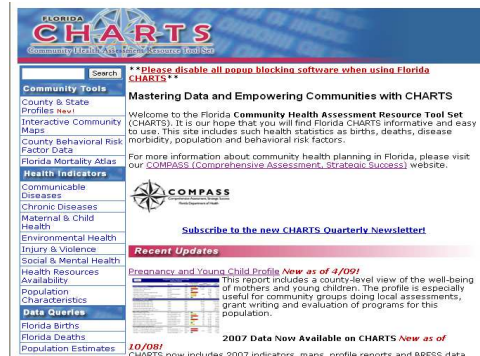 FLORIDA
CHARTS
Community Health Assessment Resource Tool Set
Search
Community Tools
County & State
Profiles New!
Interactive Community
Maps
County Behavioral Risk
Factor Data
Florida Mortality Atlas
Health Indicators
Communicable
Diseases
Chronic Diseases
Maternal & Child
Health
Environmental Health
Injury & Violence
Social & Mental Health
Health Resources
Availability
Population
Characteristics
Data Queries
Florida Births
Florida Deaths
Population Estimates
**Please disable all popup blocking software when using Florida
CHARTS**
Mastering Data and Empowering Communities with CHARTS
Welcome to the Florida Community Health Assessment Resource Tool Set
(CHARTS). It is our hope that you will find Florida CHARTS informative and easy
to use. This site includes such health statistics as births, deaths, disease
morbidity, population and behavioral risk factors.
For more information about community health planning in Florida, please visit
our COMPASS (Comprehensive Assessment, Strategic Success) website.
COMPASS
Comprehensive Assessment, Strategic Success
Florida Department of Health
Subscribe to the new CHARTS Quarterly Newsletter!
Recent Updates
Pregnancy and Young Child Profile New as of 4/09!
This report includes a county-level view of the well-being
of mothers and young children. The profile is especially
useful for community groups doing local assessments,
grant writing and evaluation of programs for this
population.
2007 Data Now Available on CHARTS New as of
10/08!
CHARTS now includes 2007 indicators, maps, profile reports and BRFSS data